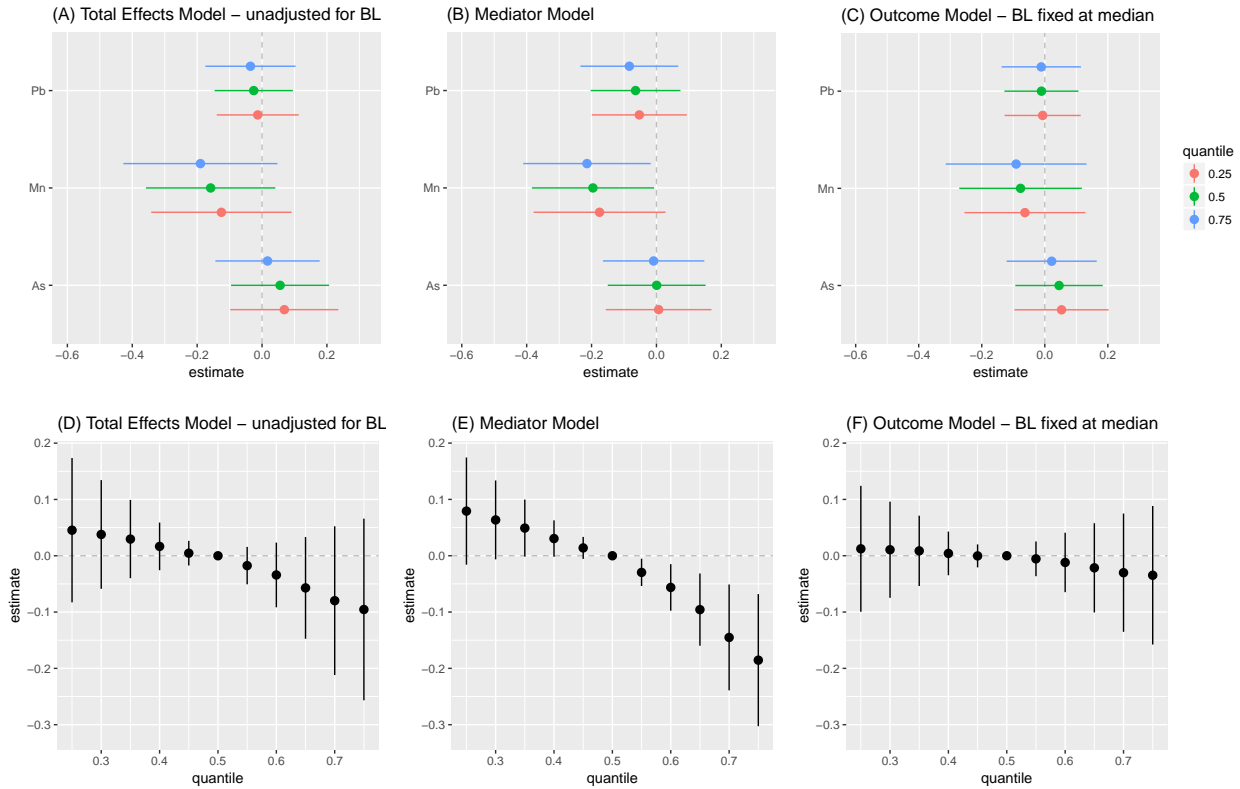 (A) Total Effects Model − unadjusted for BL
Pb
Mn
As
−0.6 −0.4 −0.2 0.0 0.2
estimate
(B) Mediator Model
Pb
Mn
As
−0.6 −0.4 −0.2 0.0 0.2
estimate
(C) Outcome Model − BL fixed at median
Pb
Mn
As
−0.6 −0.4 −0.2 0.0 0.2
estimate
quantile
0.25
0.5
0.75
(D) Total Effects Model − unadjusted for BL
estimate
0.2
0.1
0.0
−0.1
−0.2
−0.3
0.3 0.4 0.5 0.6 0.7
quantile
(E) Mediator Model
estimate
0.2
0.1
0.0
−0.1
−0.2
−0.3
0.3 0.4 0.5 0.6 0.7
quantile
(F) Outcome Model − BL fixed at median
estimate
0.2
0.1
0.0
−0.1
−0.2
−0.3
0.3 0.4 0.5 0.6 0.7
quantile